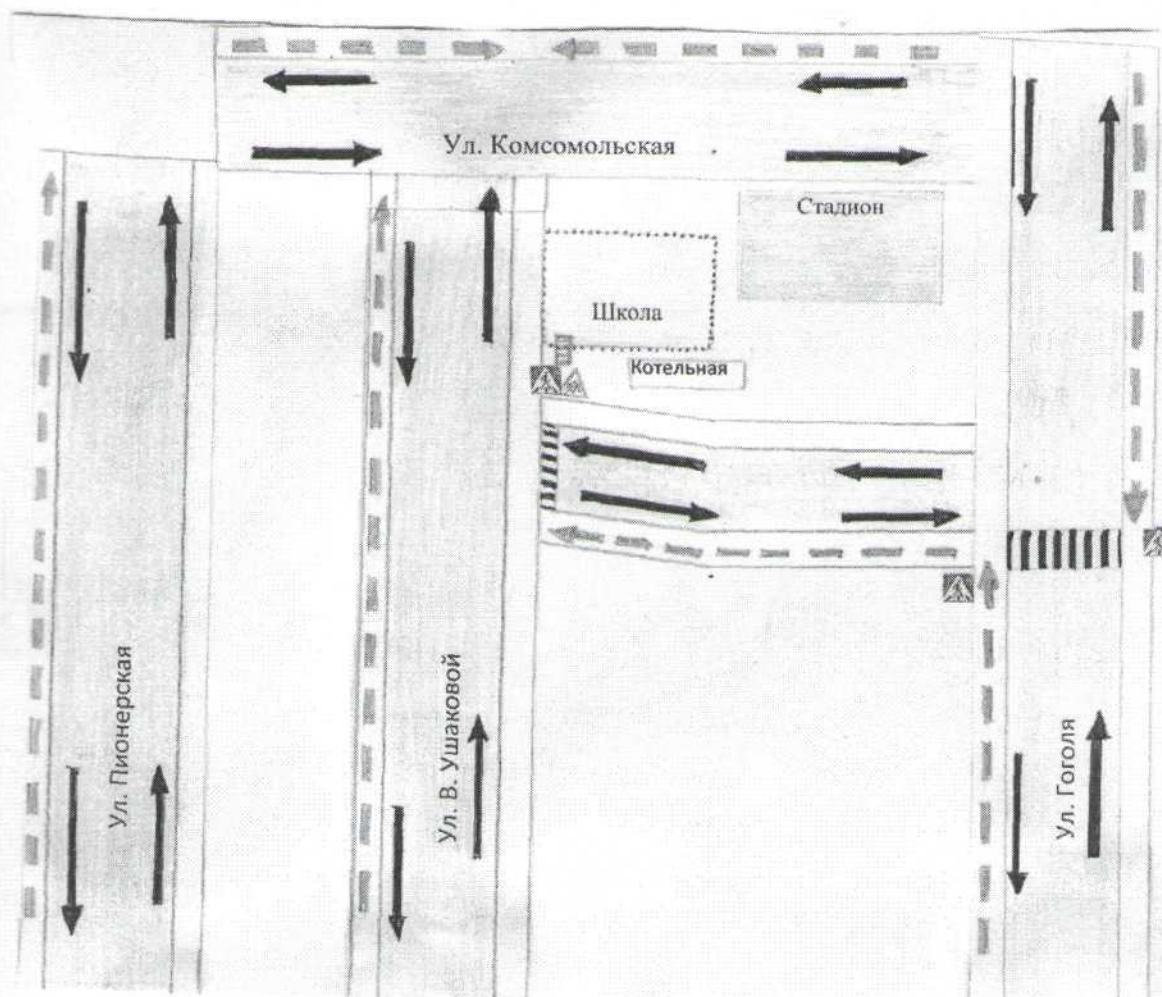 Ул. Комсомольская
Стадион
Школа
Котельная
Ул. Пионерская
Ул. В. Ушаковой
Ул. Гоголя